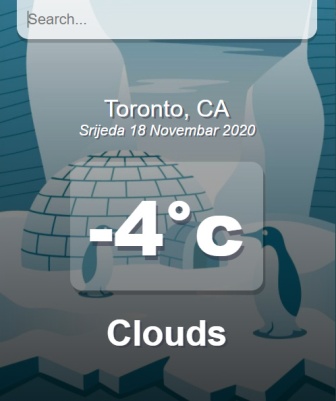 Search...
Toronto, CA
Srijeda 18 Novembar 2020
-4°c
Clouds